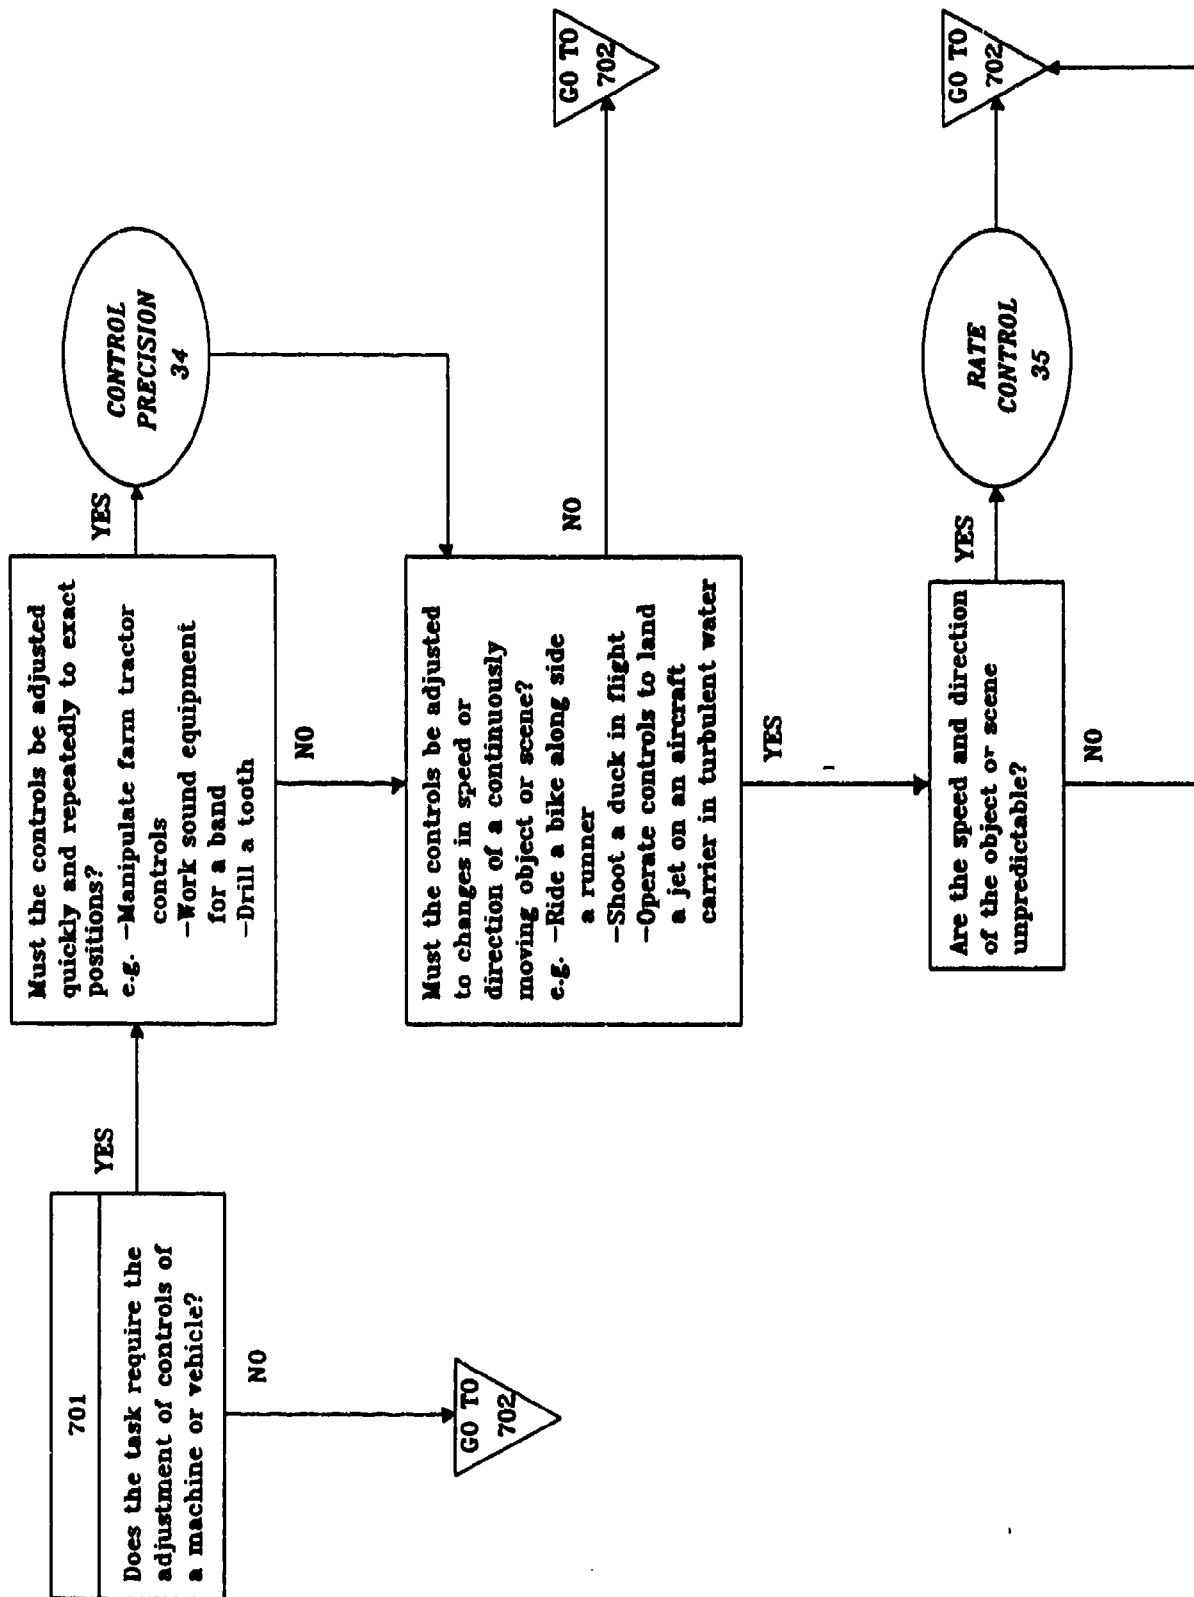 701
Does the task require the
adjustment of controls of
a machine or vehicle?
YES
NO
GO TO
702
Must the controls be adjusted
quickly and repeatedly to exact
positions?
e.g. -Manipulate farm tractor
controls
-Work sound equipment
for a band
-Drill a tooth
YES
NO
CONTROL
PRECISION
34
Must the controls be adjusted
to changes in speed or
direction of a continuously
moving object or scene?
e.g. -Ride a bike along side
a runner
-Shoot a duck in flight
-Operate controls to land
a jet on an aircraft
carrier in turbulent water
NO
GO TO
702
YES
Are the speed and direction
of the object or scene
unpredictable?
YES
NO
RATE
CONTROL
35
GO TO
702